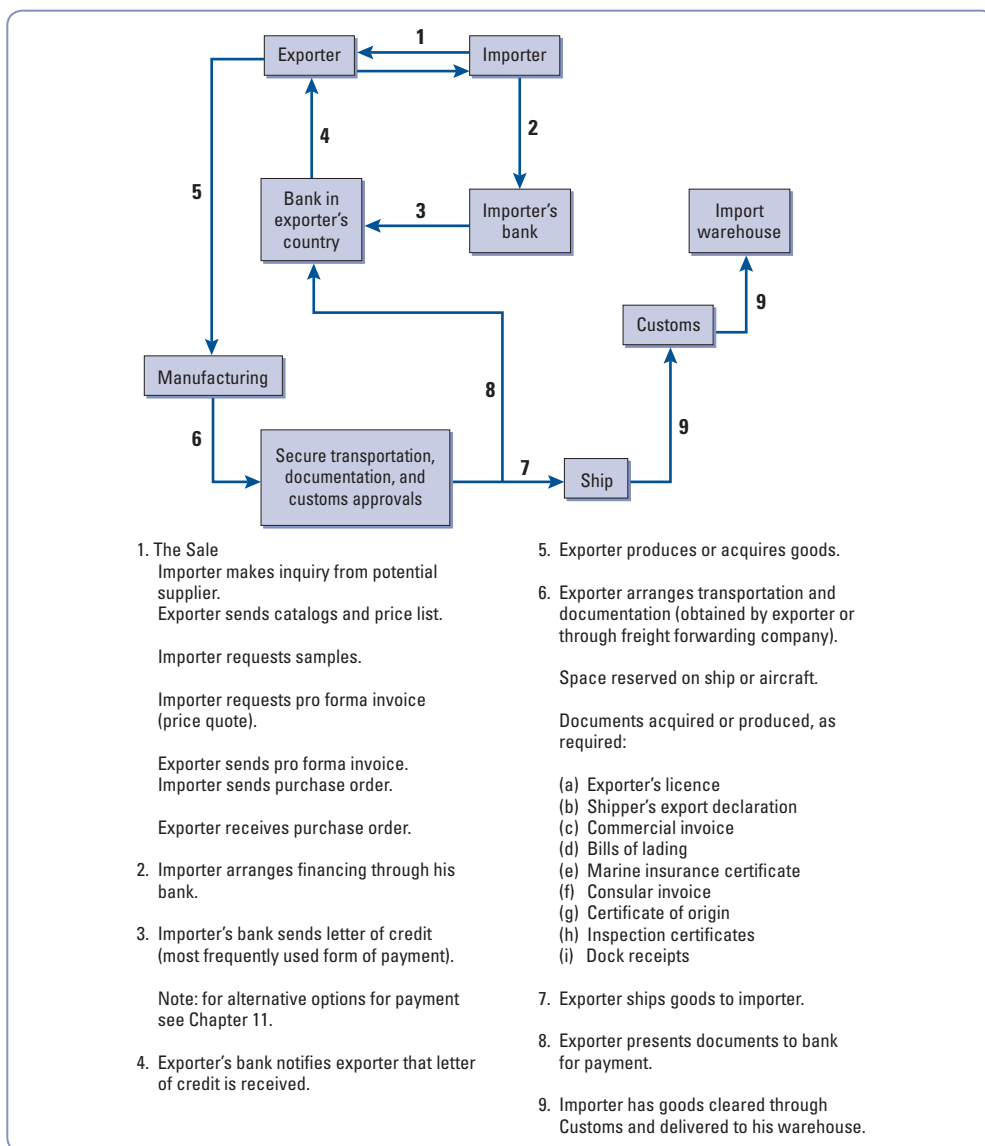 1
Exporter
Importer
4
2
5
Bank in
exporter's
country
3
Importer's
bank
Import
warehouse
9
Customs
Manufacturing
8
9
6
Secure transportation,
documentation, and
customs approvals
7
Ship
1. The Sale
Importer makes inquiry from potential
supplier.
Exporter sends catalogs and price list.
Importer requests samples.
Importer requests pro forma invoice
(price quote).
Exporter sends pro forma invoice.
Importer sends purchase order.
Exporter receives purchase order.
2. Importer arranges financing through his
bank.
3. Importer's bank sends letter of credit
(most frequently used form of payment).
Note: for alternative options for payment
see Chapter 11.
4. Exporter's bank notifies exporter that letter
of credit is received.
5. Exporter produces or acquires goods.
6. Exporter arranges transportation and
documentation (obtained by exporter or
through freight forwarding company).
Space reserved on ship or aircraft.
Documents acquired or produced, as
required:
(a) Exporter's licence
(b) Shipper's export declaration
(c) Commercial invoice
(d) Bills of lading
(e) Marine insurance certificate
(f) Consular invoice
(g) Certificate of origin
(h) Inspection certificates
(i) Dock receipts
7. Exporter ships goods to importer.
8. Exporter presents documents to bank
for payment.
9. Importer has goods cleared through
Customs and delivered to his warehouse.